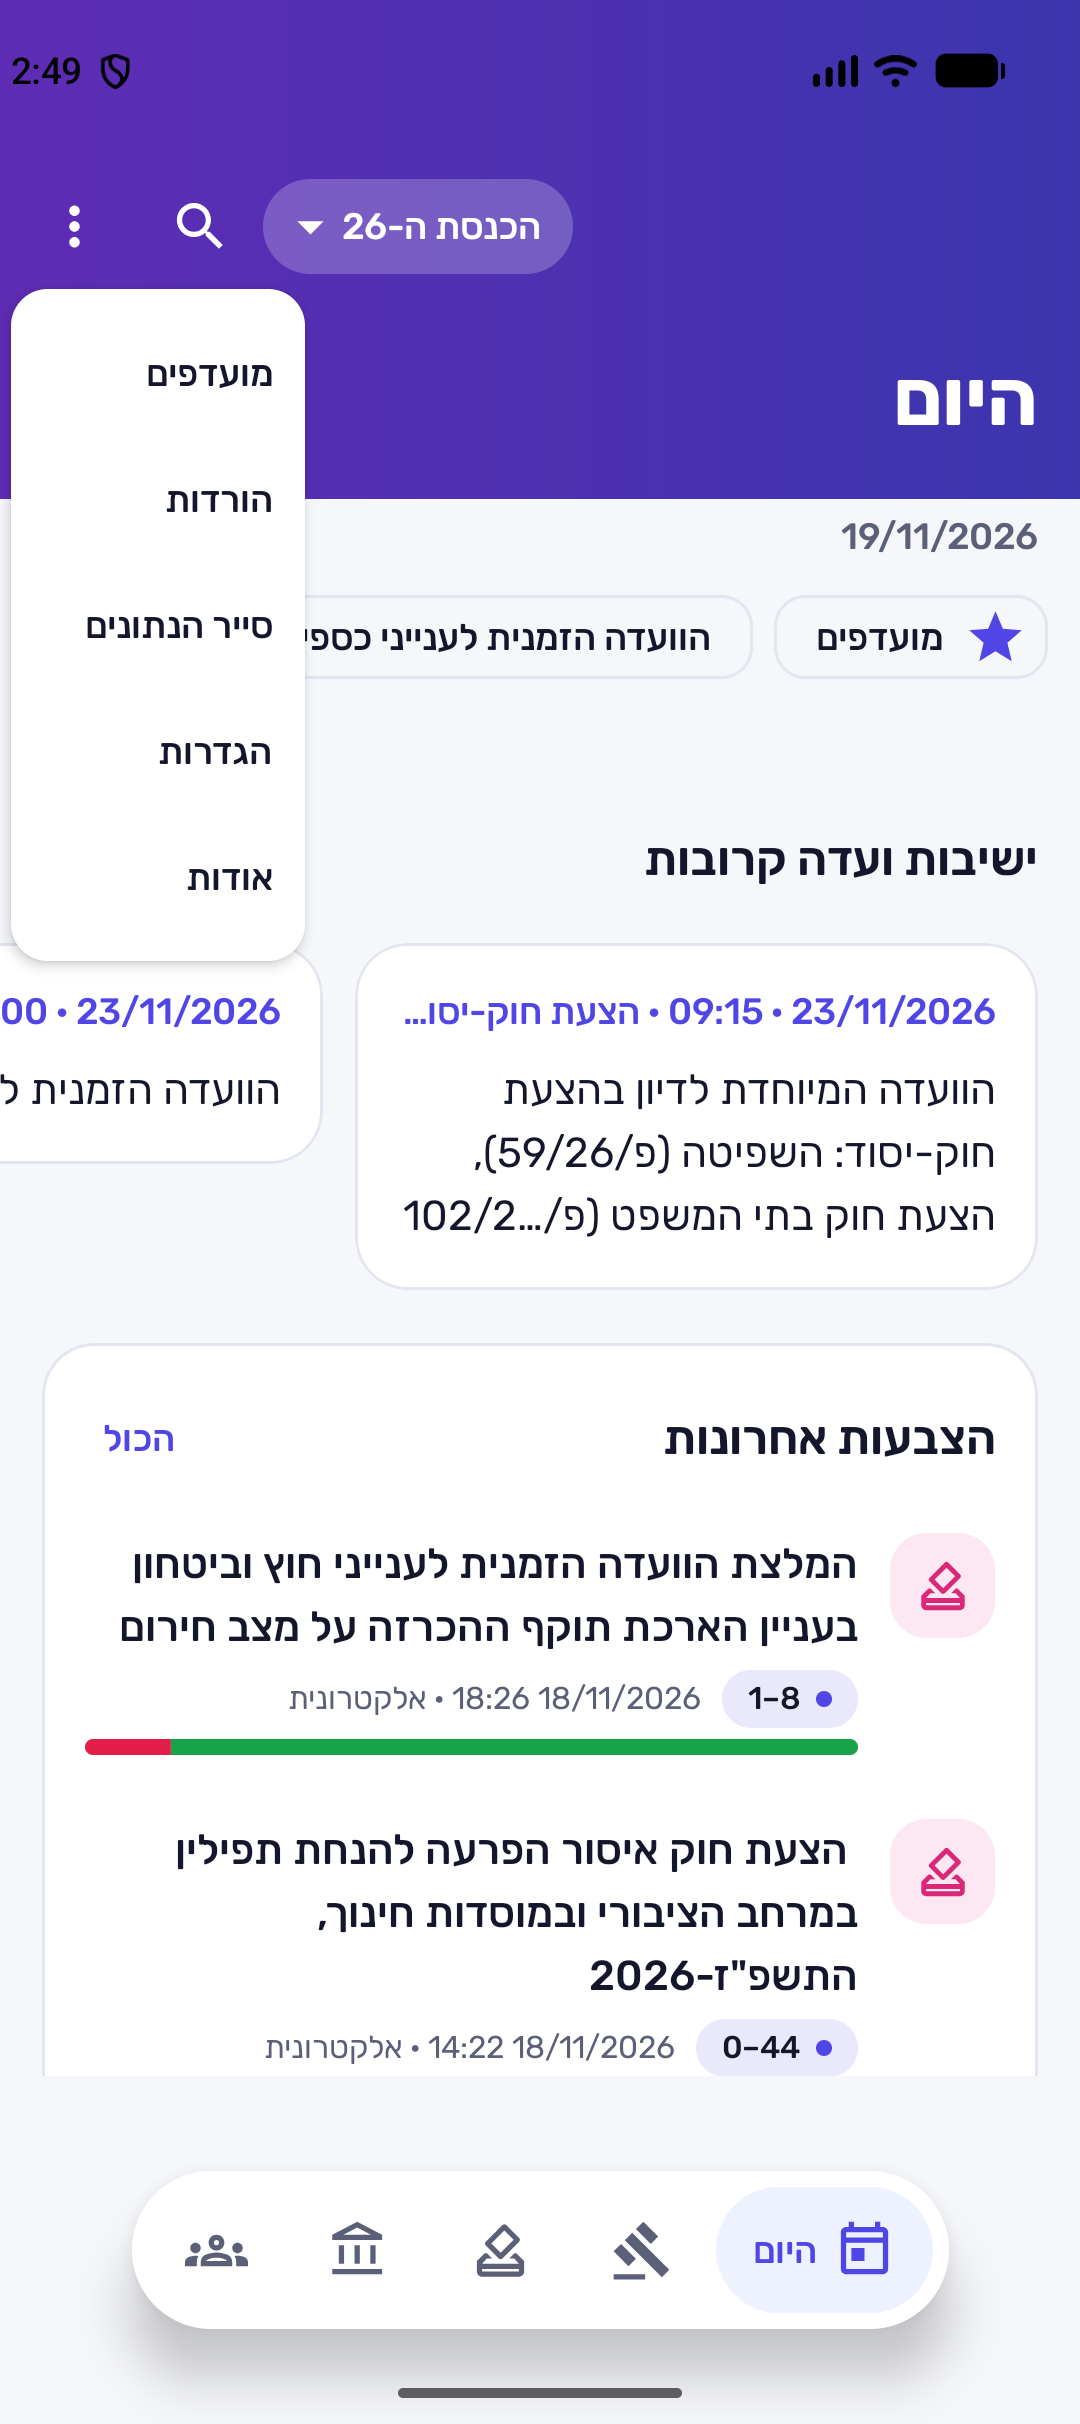 2:49
הכנסת ה-26
מועדפים
הורדות
סייר הנתונים
הגדרות
אודות
היום
19/11/2026
מועדפים
הוועדה הזמנית לענייני כספי
ישיבות ועדה קרובות
23/11/2026 • 09:15 • הצעת חוק-יסו...
הוועדה המיוחדת לדיון בהצעת
חוק-יסוד: השפיטה (פ/59/26),
הצעת חוק בתי המשפט (פ/...102/2
23/11/2026 • 00
הוועדה הזמנית ל
הצבעות אחרונות
הכול
המלצת הוועדה הזמנית לענייני חוץ וביטחון
בעניין הארכת תוקף ההכרזה על מצב חירום
8–1
18/11/2026 18:26 • אלקטרונית
הצעת חוק איסור הפרעה להנחת תפילין
במרחב הציבורי ובמוסדות חינוך,
התשפ"ז-2026
44–0
18/11/2026 14:22 • אלקטרונית
היום